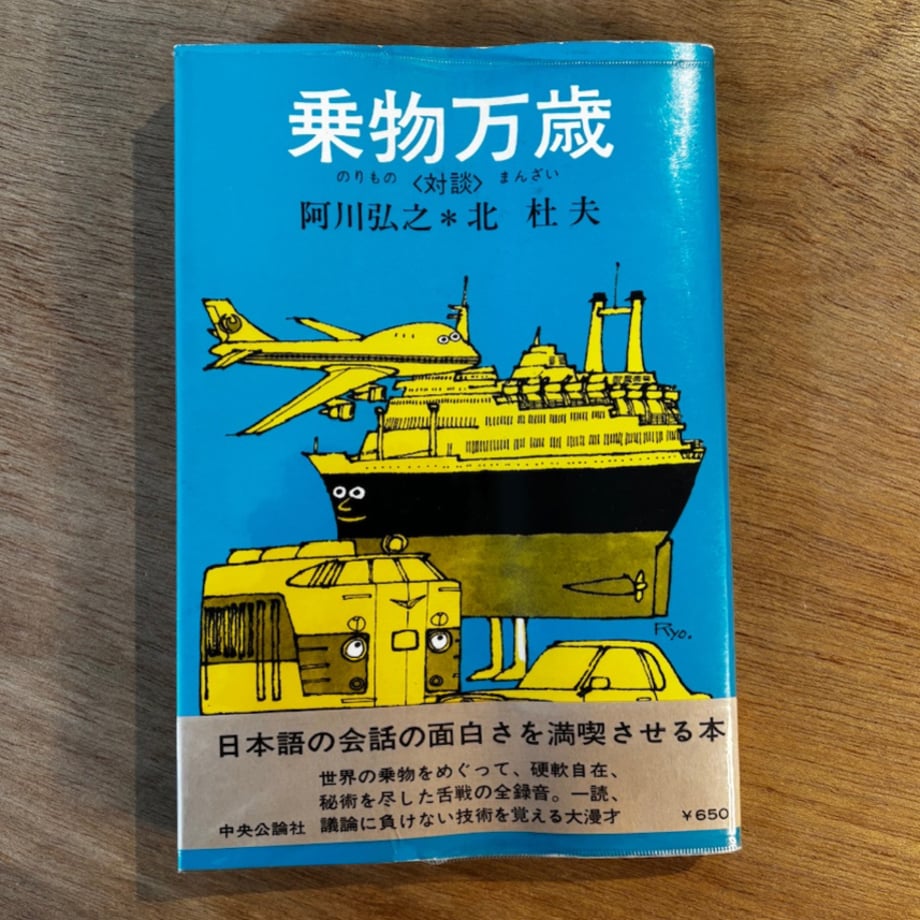 乗物万歳
のりもの 〈対談〉 まんざい
阿川弘之＊北 杜夫
Ryo.
日本語の会話の面白さを満喫させる本
世界の乗物をめぐって、硬軟自在、
秘術を尽した舌戦の全録音。一読、
中央公論社 議論に負けない技術を覚える大漫才 ￥650